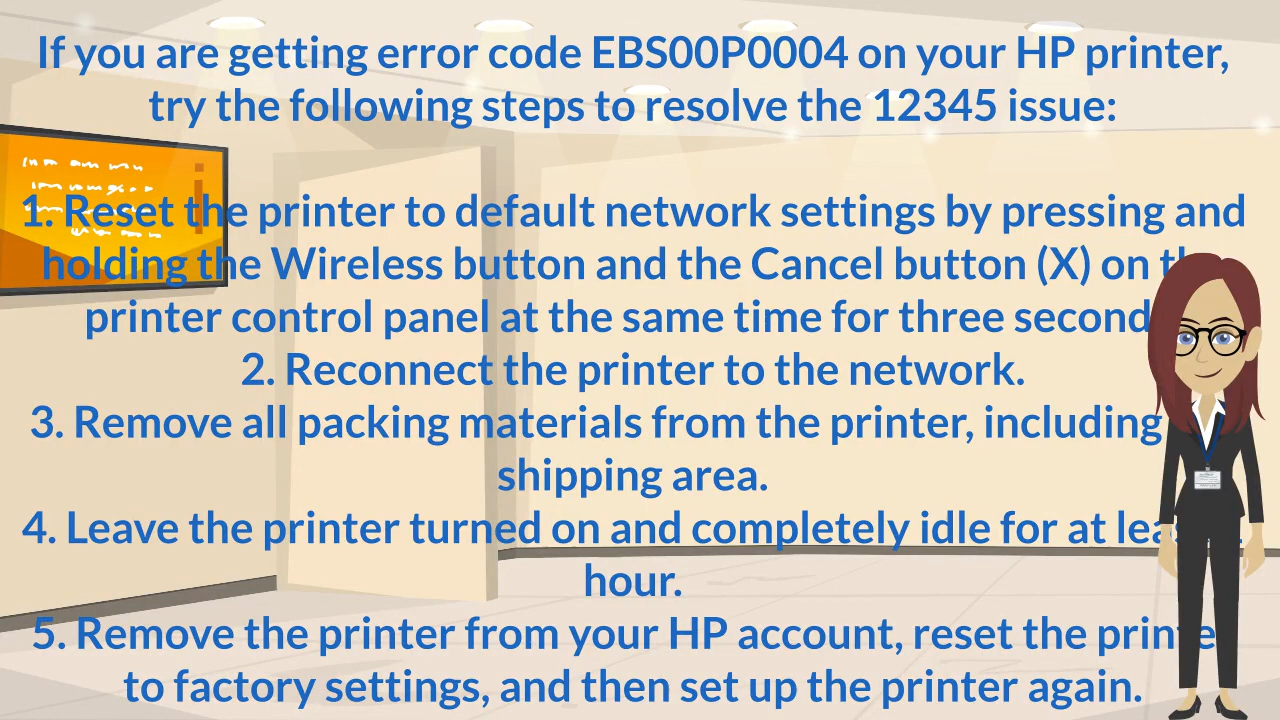 If you are getting error code EBS00P0004 on your HP printer,
try the following steps to resolve the 12345 issue:
1. Reset the printer to default network settings by pressing and
holding the Wireless button and the Cancel button (X) on the
printer control panel at the same time for three second
2. Reconnect the printer to the network.
3. Remove all packing materials from the printer, including
shipping area.
4. Leave the printer turned on and completely idle for at least
hour.
5. Remove the printer from your HP account, reset the printer
to factory settings, and then set up the printer again.